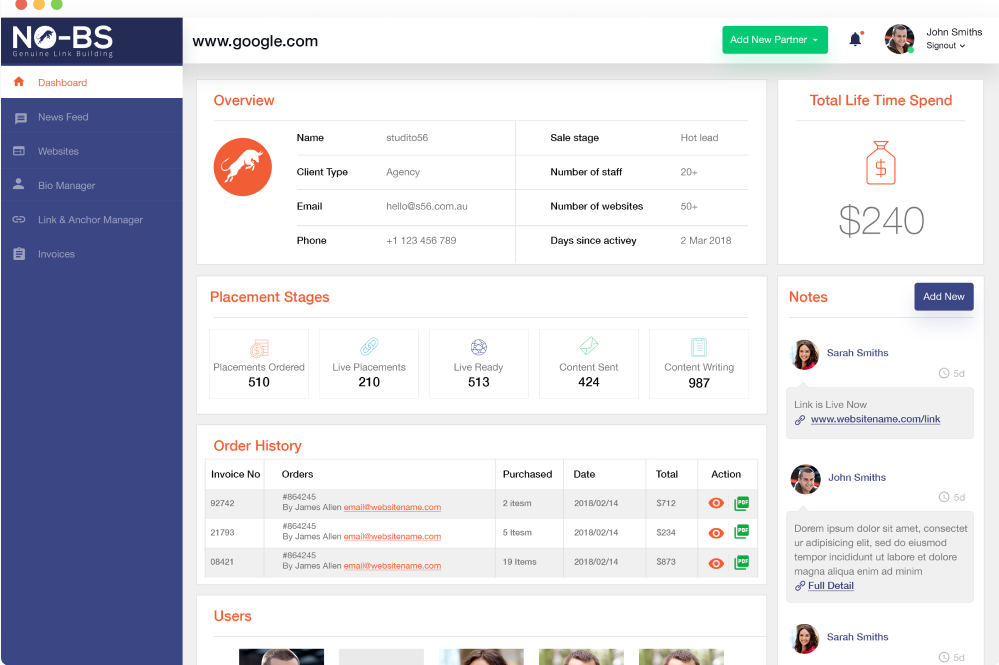 NO-BS
Genuine Link Building
www.google.com
Add New Partner
John Smiths
Signout
Dashboard
News Feed
Websites
Bio Manager
Link & Anchor Manager
Invoices
Overview
Name studito56 Sale stage Hot lead
Client Type Agency Number of staff 20+
Email hello@s56.com.au Number of websites 50+
Phone +1 123 456 789 Days since activey 2 Mar 2018
Total Life Time Spend
$
$240
Placement Stages
Placements Ordered
510
Live Placements
210
Live Ready
513
Content Sent
424
Content Writing
987
Order History
Invoice No Orders Purchased Date Total Action
92742 #864245 2 itesm 2018/02/14 $712 PDF
By James Allen email@websitename.com
21793 #864245 5 Itesm 2018/02/14 $234 PDF
By James Allen email@websitename.com
08421 #864245 19 Items 2018/02/14 $873 PDF
By James Allen email@websitename.com
Users
Notes
Add New
Sarah Smiths
5d
Link is Live Now
www.websitename.com/link
John Smiths
5d
Dorem ipsum dolor sit amet, consectet
ur adipisicing elit, sed do eiusmod
tempor incididunt ut labore et dolore
magna aliqua enim ad minim
Full Detail
Sarah Smiths
5d